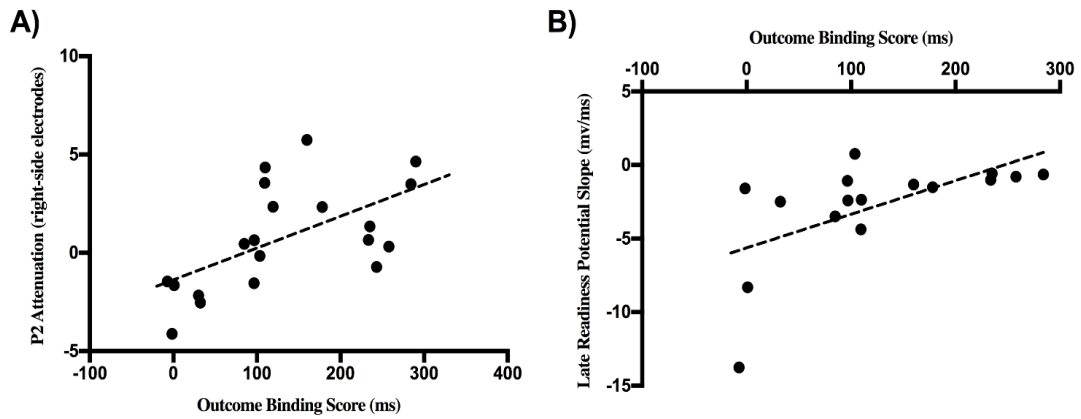 A)
10
5
0
-5
P2 Attenuation (right-side electrodes)
-100 0 100 200 300 400
Outcome Binding Score (ms)
B)
Outcome Binding Score (ms)
-100 0 100 200 300
5
0
-5
-10
-15
Late Readiness Potential Slope (mv/ms)